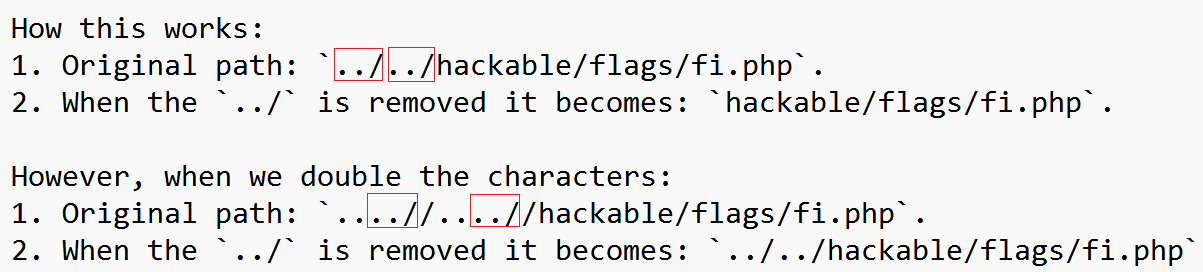 How this works:
1. Original path: `../../hackable/flags/fi.php`.
2. When the `../` is removed it becomes: `hackable/flags/fi.php`.
However, when we double the characters:
1. Original path: `....//....//hackable/flags/fi.php`.
2. When the `../` is removed it becomes: `../../hackable/flags/fi.php`